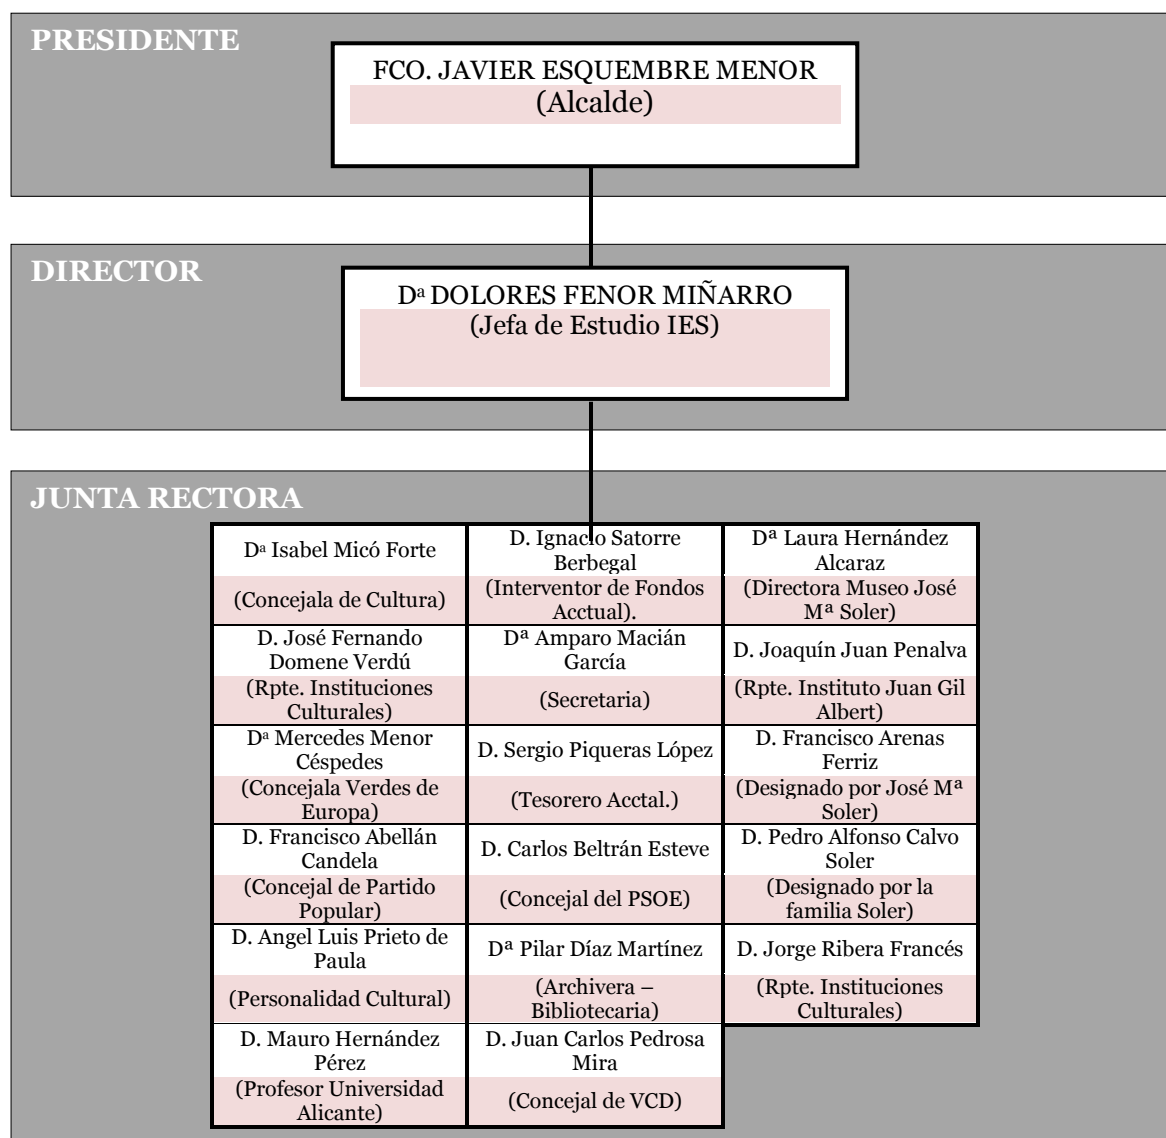 PRESIDENTE
FCO. JAVIER ESQUEMBRE MENOR
(Alcalde)
DIRECTOR
Dª DOLORES FENOR MIÑARRO
(Jefa de Estudio IES)
JUNTA RECTORA
Dª Isabel Micó Forte
(Concejala de Cultura)
D. Ignacio Satorre
Berbegal
(Interventor de Fondos
Acctual).
Dª Laura Hernández
Alcaraz
(Directora Museo José
Mª Soler)
D. José Fernando
Domene Verdú
(Rpte. Instituciones
Culturales)
Dª Amparo Macián
García
(Secretaria)
D. Joaquín Juan Penalva
(Rpte. Instituto Juan Gil
Albert)
Dª Mercedes Menor
Céspedes
(Concejala Verdes de
Europa)
D. Sergio Piqueras López
(Tesorero Acctal.)
D. Francisco Arenas
Ferriz
(Designado por José Mª
Soler)
D. Francisco Abellán
Candela
(Concejal de Partido
Popular)
D. Carlos Beltrán Esteve
(Concejal del PSOE)
D. Pedro Alfonso Calvo
Soler
(Designado por la
familia Soler)
D. Angel Luis Prieto de
Paula
(Personalidad Cultural)
Dª Pilar Díaz Martínez
(Archivera –
Bibliotecaria)
D. Jorge Ribera Francés
(Rpte. Instituciones
Culturales)
D. Mauro Hernández
Pérez
(Profesor Universidad
Alicante)
D. Juan Carlos Pedrosa
Mira
(Concejal de VCD)